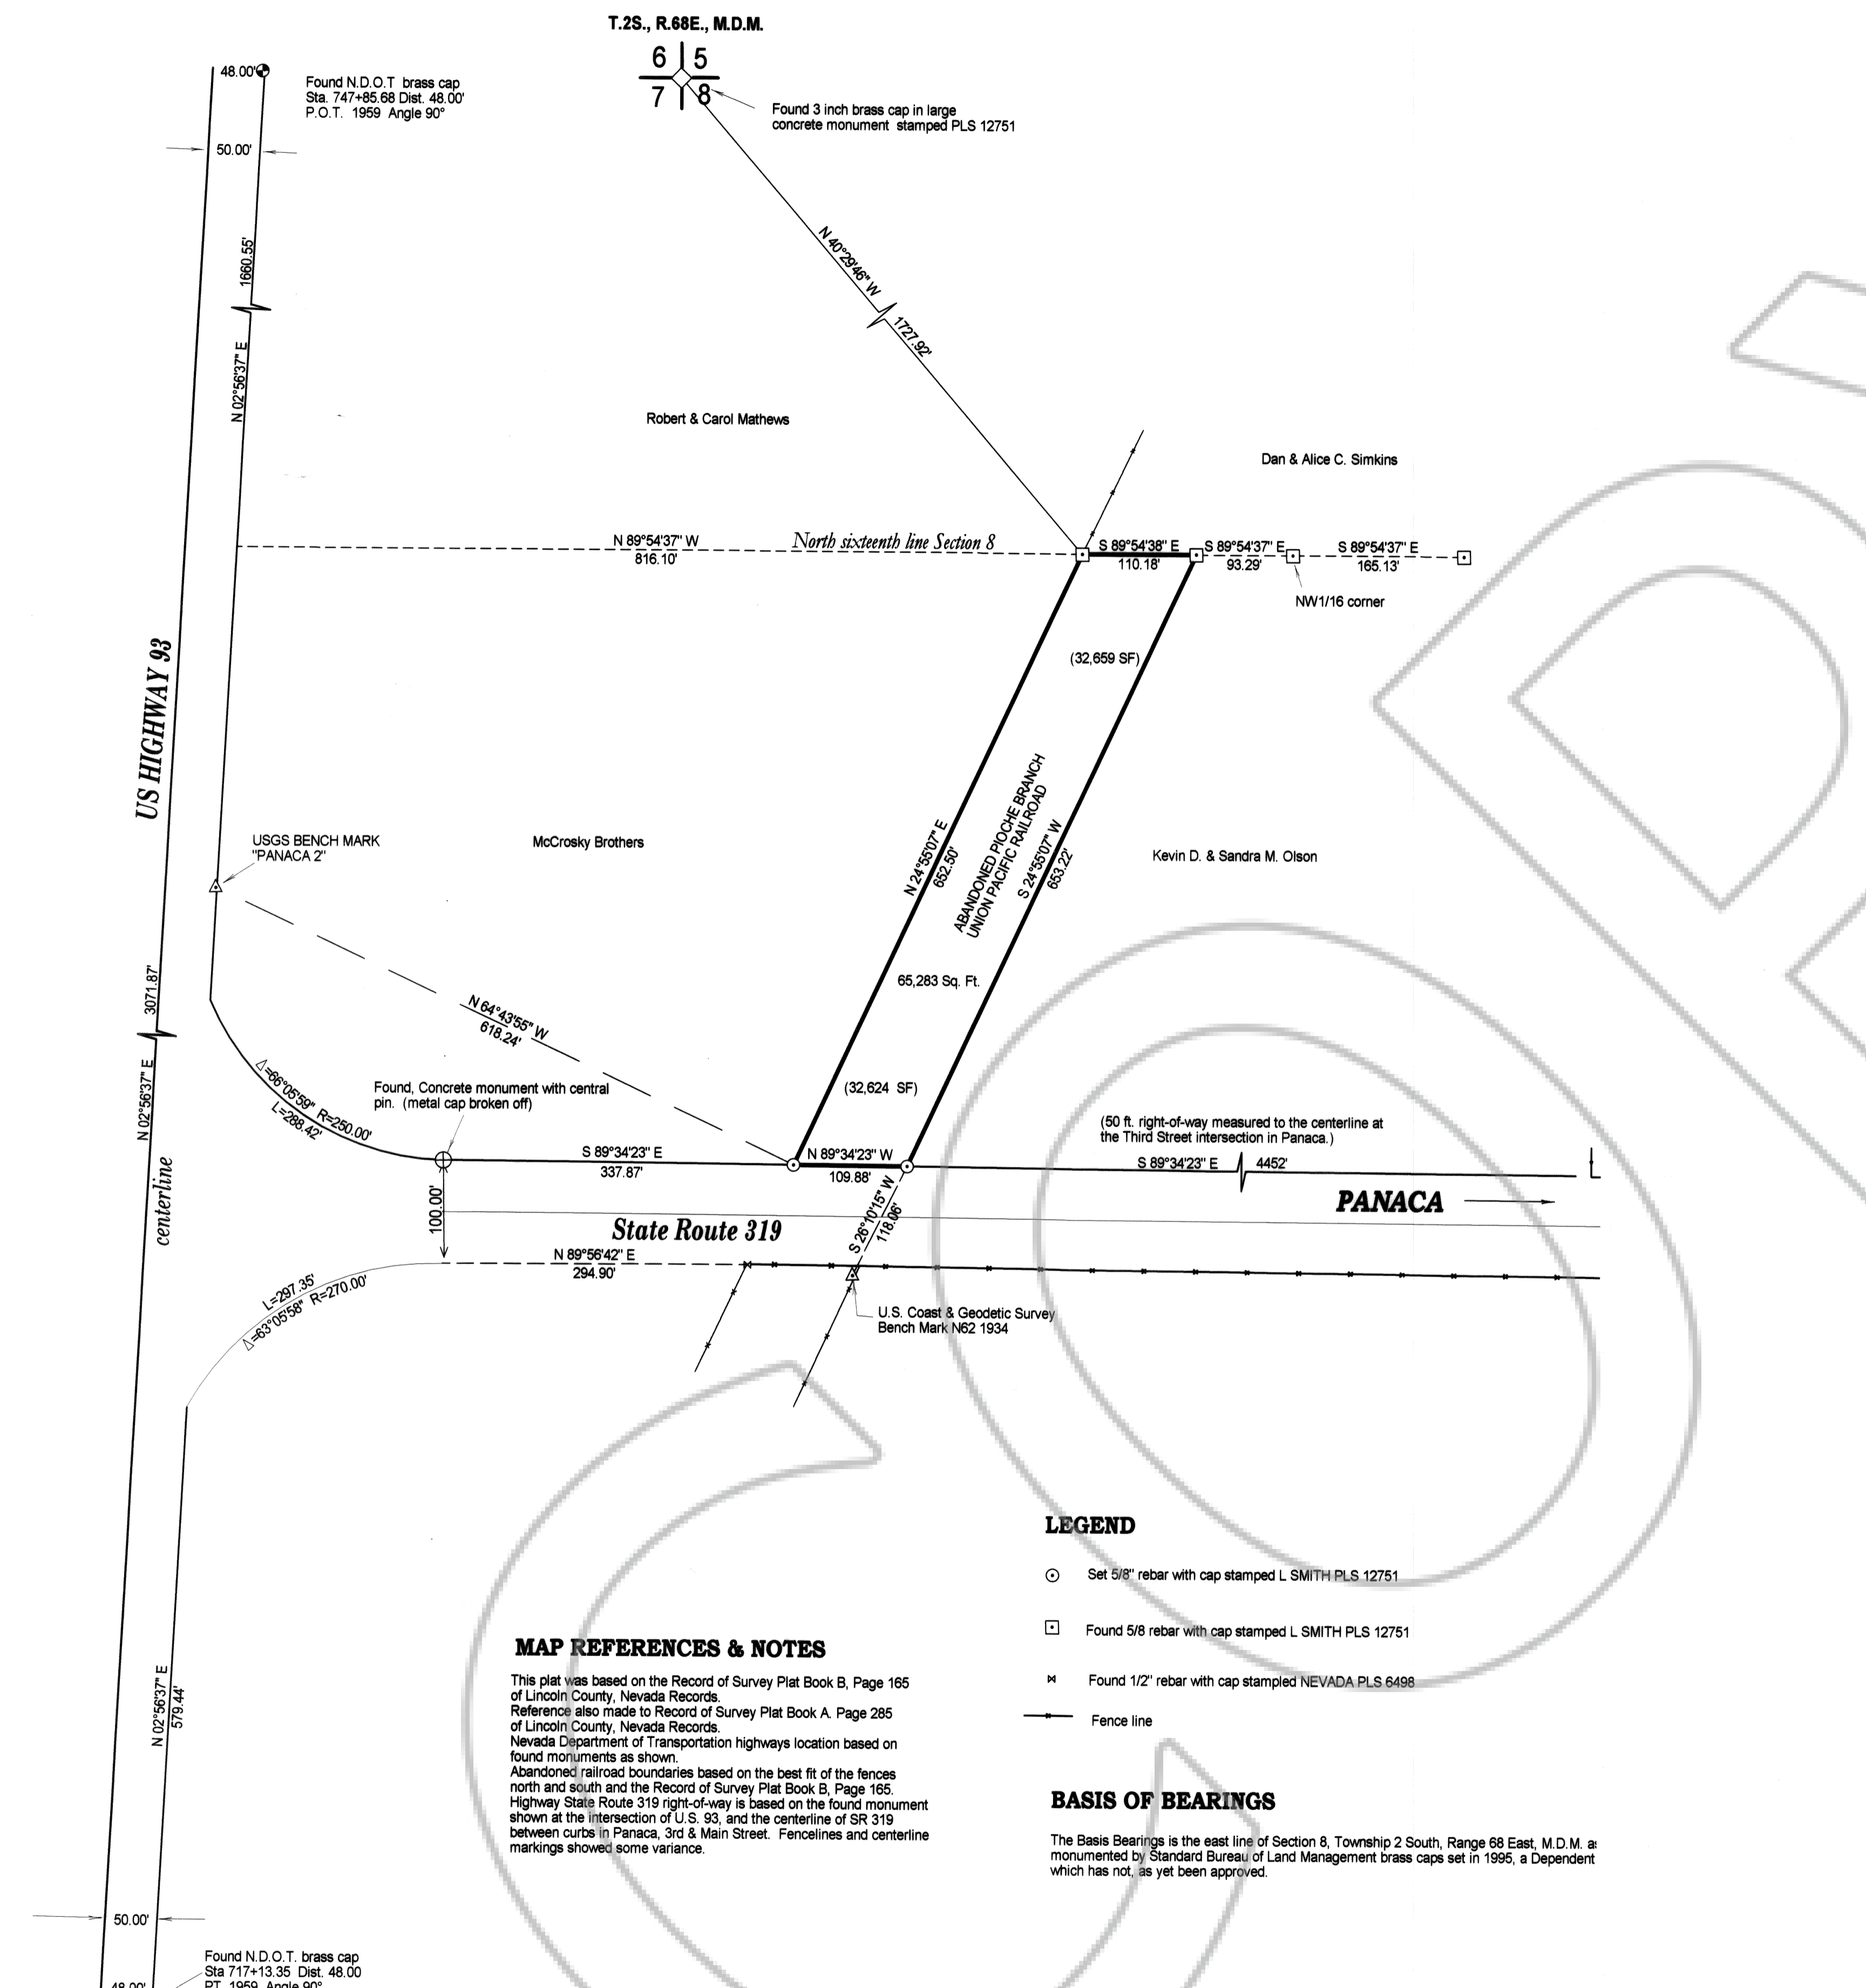 T.2S., R.68E., M.D.M.
6 5
7 8
48.00'
Found N.D.O.T brass cap
Sta. 747+85.68 Dist. 48.00'
P.O.T. 1959 Angle 90°
Found 3 inch brass cap in large
concrete monument stamped PLS 12751
50.00'
1660.55'
N 02°56'37" E
N 40°29'46" W
1727.92'
Robert & Carol Mathews
Dan & Alice C. Simkins
N 89°54'37" W
816.10'
North sixteenth line Section 8
S 89°54'38" E
110.18'
S 89°54'37" E
93.29'
S 89°54'37" E
165.13'
NW1/16 corner
(32,659 SF)
US HIGHWAY 93
USGS BENCH MARK
"PANACA 2"
McCrosky Brothers
N 24°55'07" E
652.50'
ABANDONED PIOCHE BRANCH
UNION PACIFIC RAILROAD
S 24°55'07" W
653.22'
Kevin D. & Sandra M. Olson
65,283 Sq. Ft.
3071.87'
N 02°56'37" E
centerline
N 64°43'55" W
618.24'
Δ=66°05'59" R=250.00'
L=288.42'
Found, Concrete monument with central
pin. (metal cap broken off)
(32,624 SF)
(50 ft. right-of-way measured to the centerline at
the Third Street intersection in Panaca.)
S 89°34'23" E
337.87'
N 89°34'23" W
109.88'
S 89°34'23" E 4452'
PANACA
100.00'
State Route 319
S 26°10'15" W
118.06'
N 89°56'42" E
294.90'
L=297.35'
Δ=63°05'58" R=270.00'
U.S. Coast & Geodetic Survey
Bench Mark N62 1934
N 02°56'37" E
579.44'
LEGEND
Set 5/8" rebar with cap stamped L SMITH PLS 12751
Found 5/8 rebar with cap stamped L SMITH PLS 12751
Found 1/2" rebar with cap stampled NEVADA PLS 6498
Fence line
MAP REFERENCES & NOTES
This plat was based on the Record of Survey Plat Book B, Page 165
of Lincoln County, Nevada Records.
Reference also made to Record of Survey Plat Book A. Page 285
of Lincoln County, Nevada Records.
Nevada Department of Transportation highways location based on
found monuments as shown.
Abandoned railroad boundaries based on the best fit of the fences
north and south and the Record of Survey Plat Book B, Page 165.
Highway State Route 319 right-of-way is based on the found monument
shown at the intersection of U.S. 93, and the centerline of SR 319
between curbs in Panaca, 3rd & Main Street. Fencelines and centerline
markings showed some variance.
BASIS OF BEARINGS
The Basis Bearings is the east line of Section 8, Township 2 South, Range 68 East, M.D.M. as
monumented by Standard Bureau of Land Management brass caps set in 1995, a Dependent
which has not, as yet been approved.
50.00'
Found N.D.O.T. brass cap
Sta 717+13.35 Dist. 48.00
PT 1959 Angle 90°
48.00'